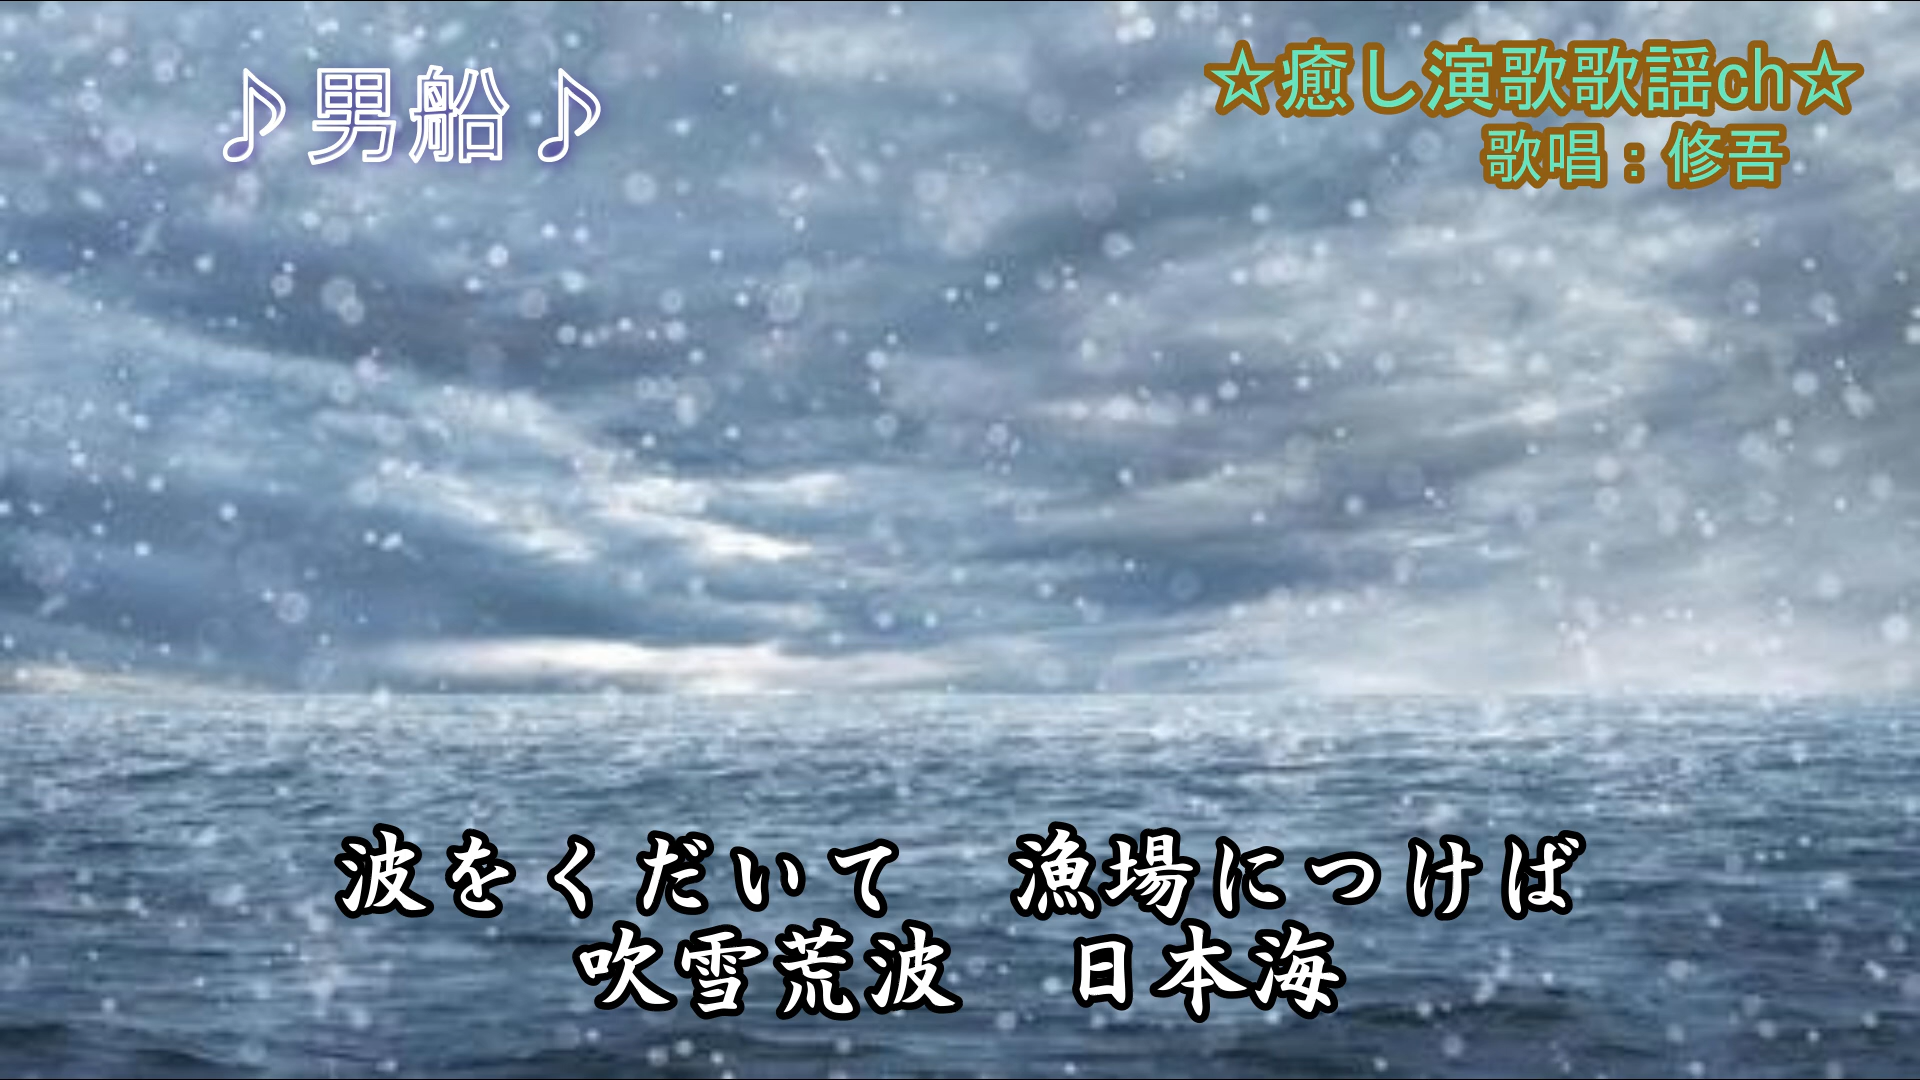 ♪男船♪
☆癒し演歌歌謡ch☆
歌唱：修吾
波をくだいて　漁場につけば
吹雪荒波　日本海